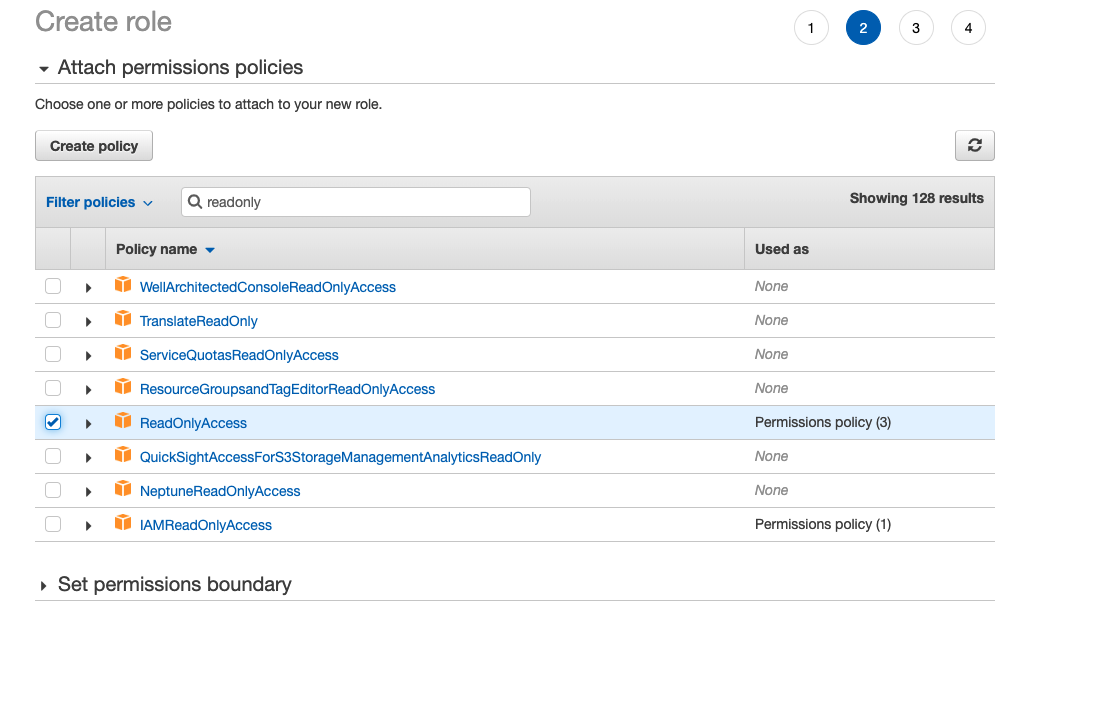 Create role
1 2 3 4
Attach permissions policies
Choose one or more policies to attach to your new role.
Create policy
Filter policies readonly Showing 128 results
Policy name Used as
WellArchitectedConsoleReadOnlyAccess None
TranslateReadOnly None
ServiceQuotasReadOnlyAccess None
ResourceGroupsandTagEditorReadOnlyAccess None
ReadOnlyAccess Permissions policy (3)
QuickSightAccessForS3StorageManagementAnalyticsReadOnly None
NeptuneReadOnlyAccess None
IAMReadOnlyAccess Permissions policy (1)
Set permissions boundary